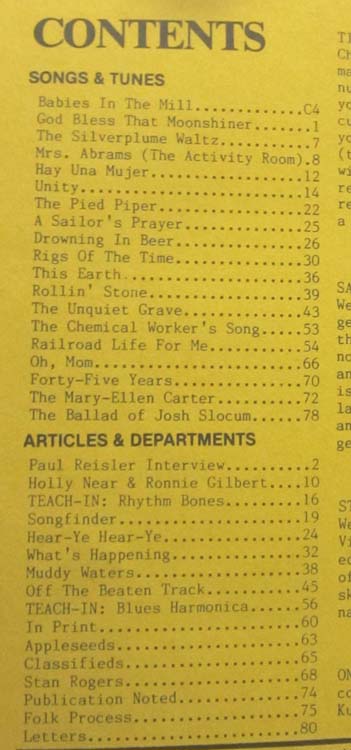 CONTENTS
SONGS & TUNES
Babies In The Mill............C4
God Bless That Moonshiner.......1
The Silverplume Waltz...........7
Mrs. Abrams (The Activity Room).8
Hay Una Mujer..................12
Unity..........................14
The Pied Piper.................22
A Sailor's Prayer..............25
Drowning In Beer...............26
Rigs Of The Time...............30
This Earth.....................36
Rollin' Stone..................39
The Unquiet Grave..............43
The Chemical Worker's Song.....53
Railroad Life For Me...........54
Oh, Mom........................66
Forty-Five Years...............70
The Mary-Ellen Carter..........72
The Ballad of Josh Slocum......78
ARTICLES & DEPARTMENTS
Paul Reisler Interview..........2
Holly Near & Ronnie Gilbert....10
TEACH-IN: Rhythm Bones.........16
Songfinder.....................19
Hear-Ye Hear-Ye................24
What's Happening...............32
Muddy Waters...................38
Off The Beaten Track...........45
TEACH-IN: Blues Harmonica......56
In Print.......................60
Appleseeds.....................63
Classifieds....................65
Stan Rogers....................68
Publication Noted..............74
Folk Process...................75
Letters........................80